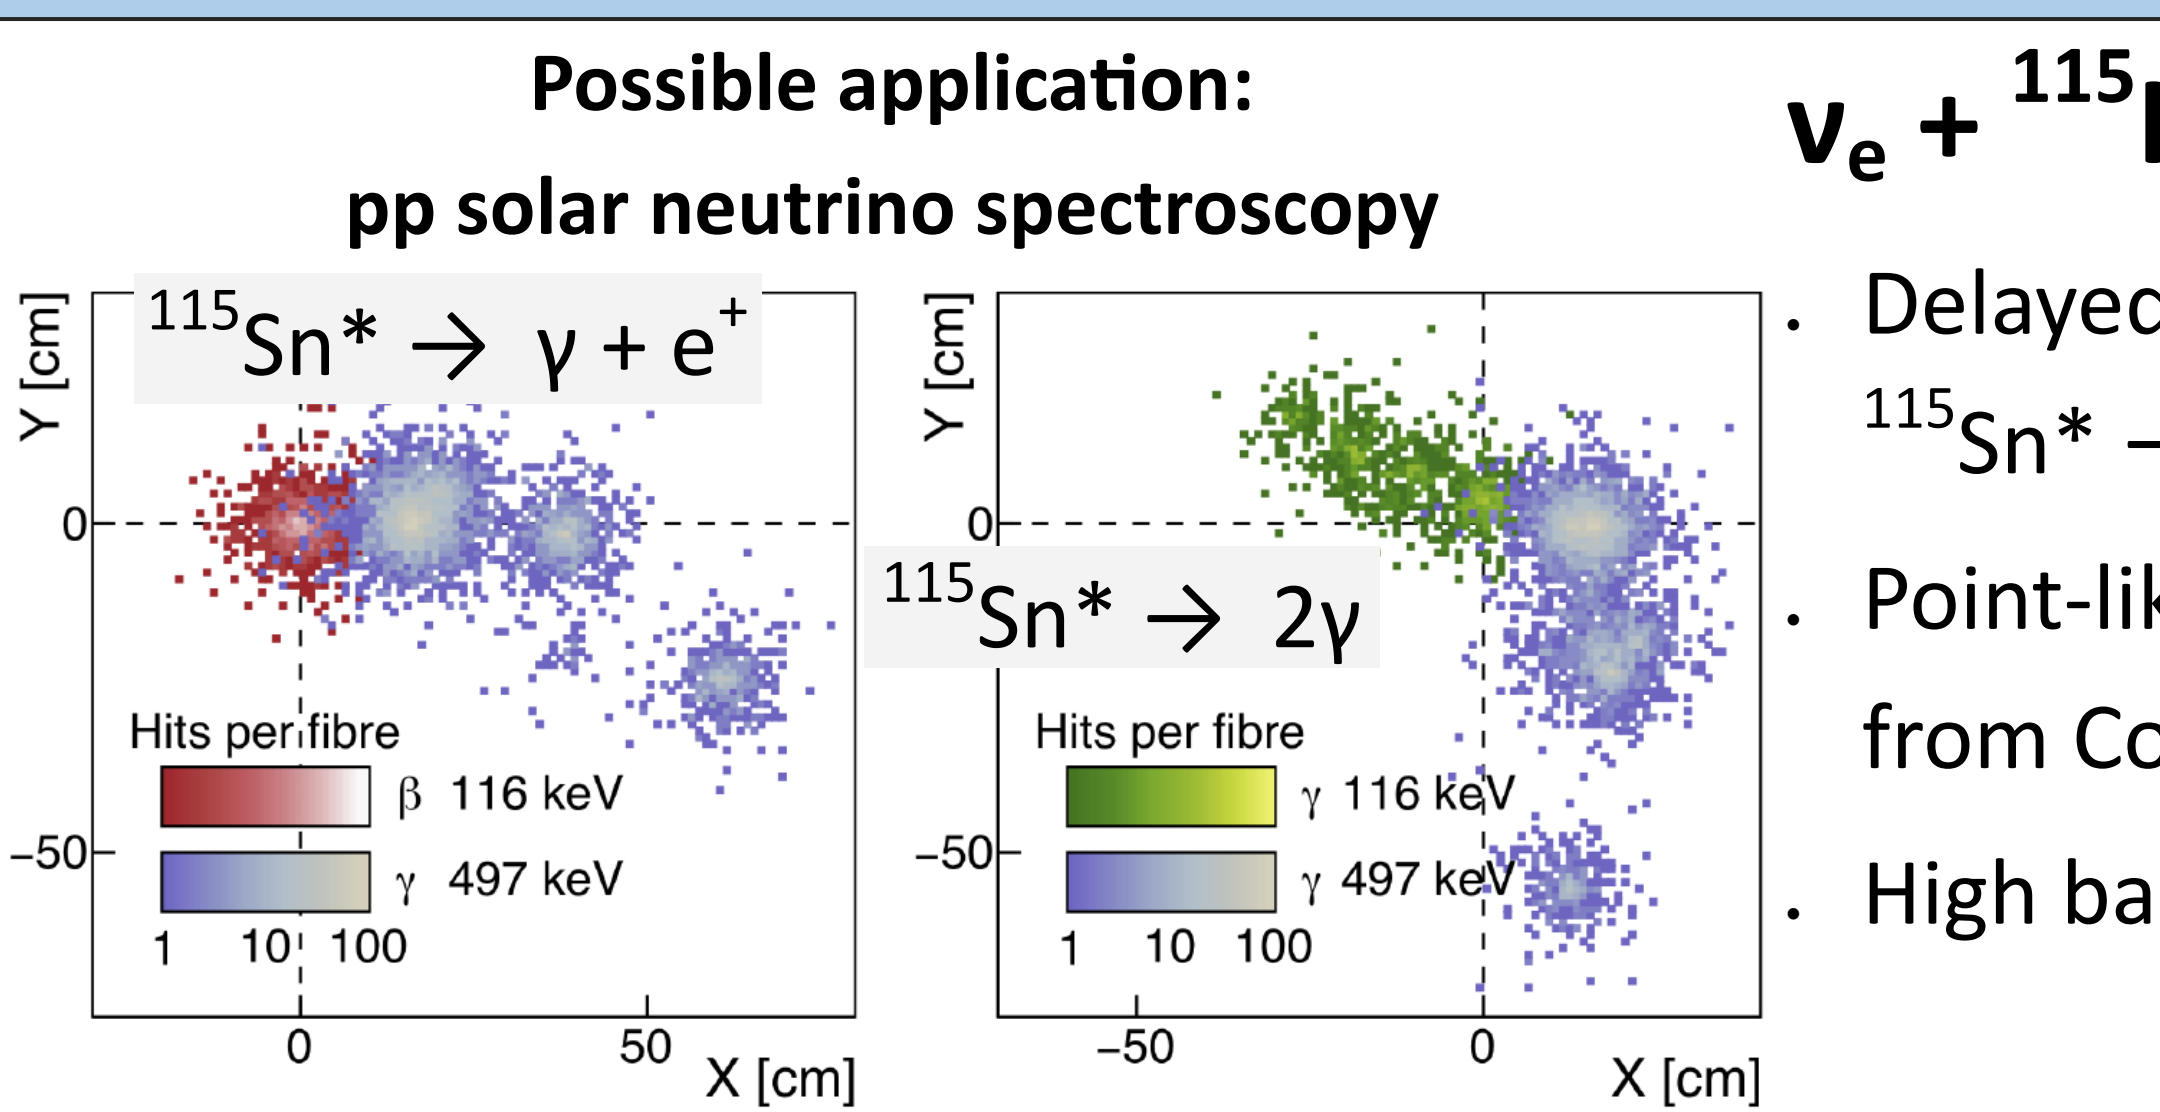 Possible application:
pp solar neutrino spectroscopy
Y [cm]
¹¹⁵Sn* → γ + e⁺
0
−50
Hits per fibre
β 116 keV
γ 497 keV
1 10 100
0 50
X [cm]
Y [cm]
¹¹⁵Sn* → 2γ
0
−50
Hits per fibre
γ 116 keV
γ 497 keV
1 10 100
−50 0
X [cm]
νₑ + ¹¹⁵
. Delayed
¹¹⁵Sn* –
. Point-lik
from Co
. High ba